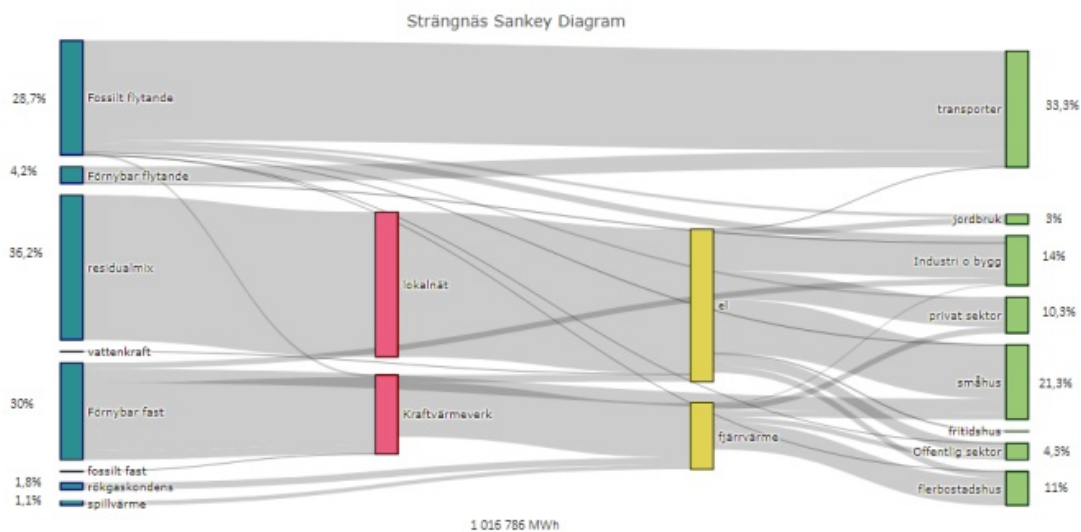 Strängnäs Sankey Diagram
28,7%
Fossilt flytande
4,2%
Förnybar flytande
36,2%
residualmix
vattenkraft
30%
Förnybar fast
fossilt fast
1,8%
rökgaskondens
1,1%
spillvärme
lokalnät
Kraftvärmeverk
el
fjärrvärme
transporter
33,3%
jordbruk
3%
Industri o bygg
14%
privat sektor
10,3%
småhus
21,3%
fritidshus
Offentlig sektor
4,3%
flerbostadshus
11%
1 016 786 MWh